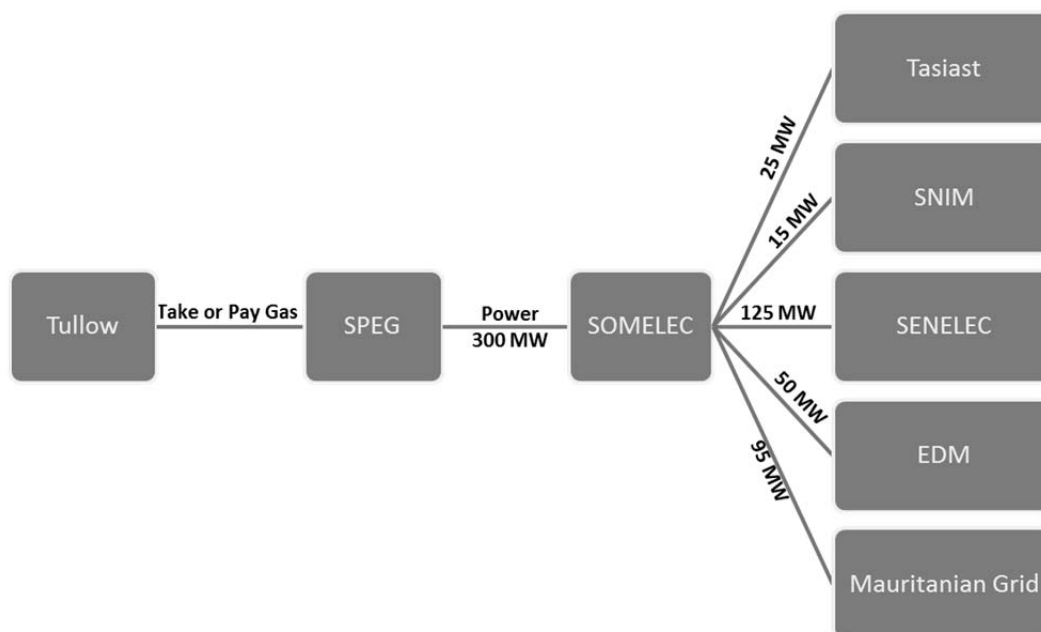 Tullow
Take or Pay Gas
SPEG
Power
300 MW
SOMELEC
25 MW
Tasiast
15 MW
SNIM
125 MW
SENELEC
50 MW
EDM
95 MW
Mauritanian Grid